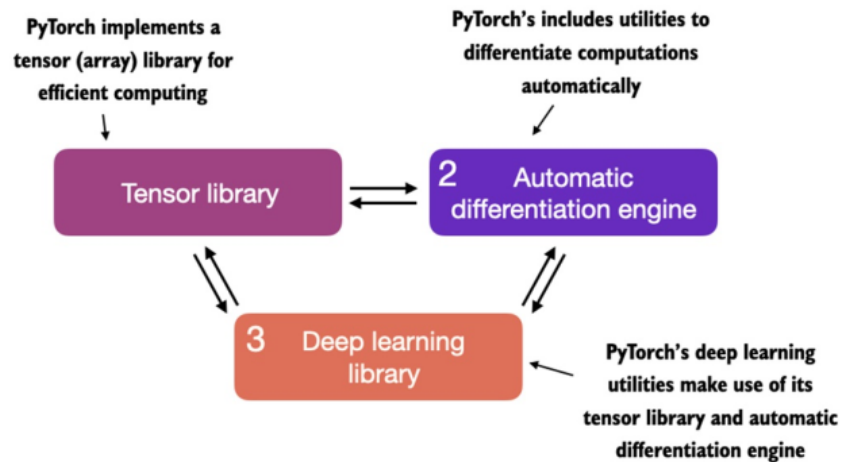 PyTorch implements a
tensor (array) library for
efficient computing
PyTorch's includes utilities to
differentiate computations
automatically
Tensor library
2
Automatic
differentiation engine
3
Deep learning
library
PyTorch's deep learning
utilities make use of its
tensor library and automatic
differentiation engine